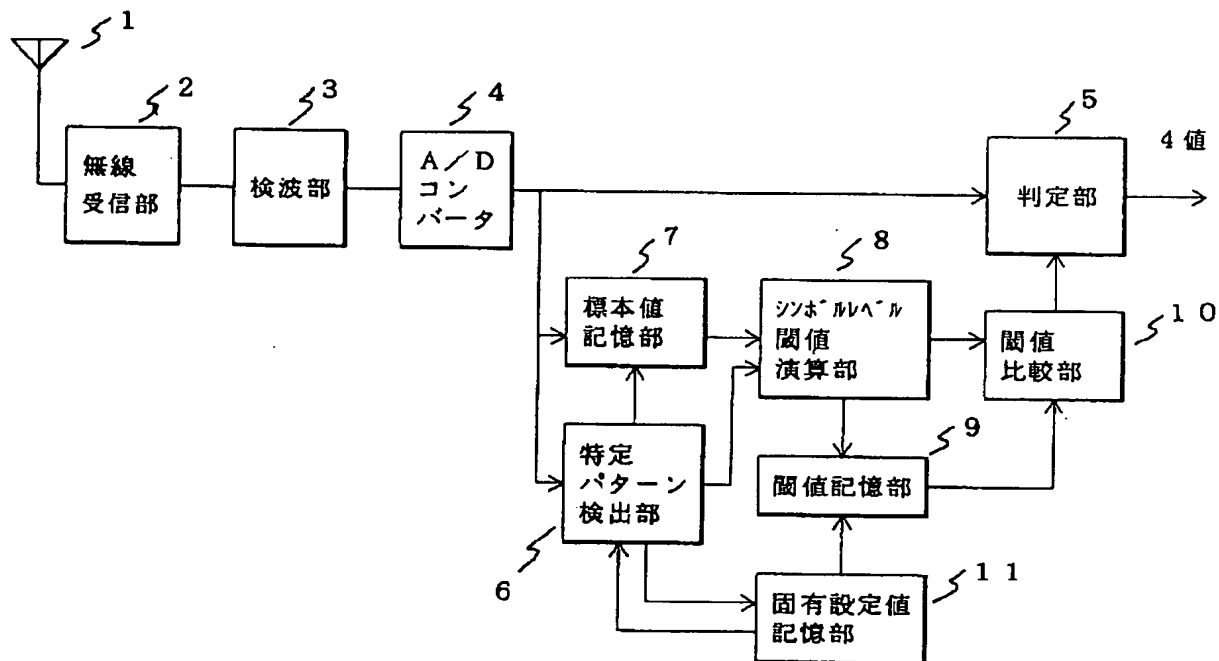 1
2
3
4
5
無線
受信部
検波部
A／D
コン
バータ
判定部
4値
7
8
標本値
記憶部
シンボルレベル
閾値
演算部
閾値
比較部
10
特定
パターン
検出部
6
9
閾値記憶部
固有設定値
記憶部
11